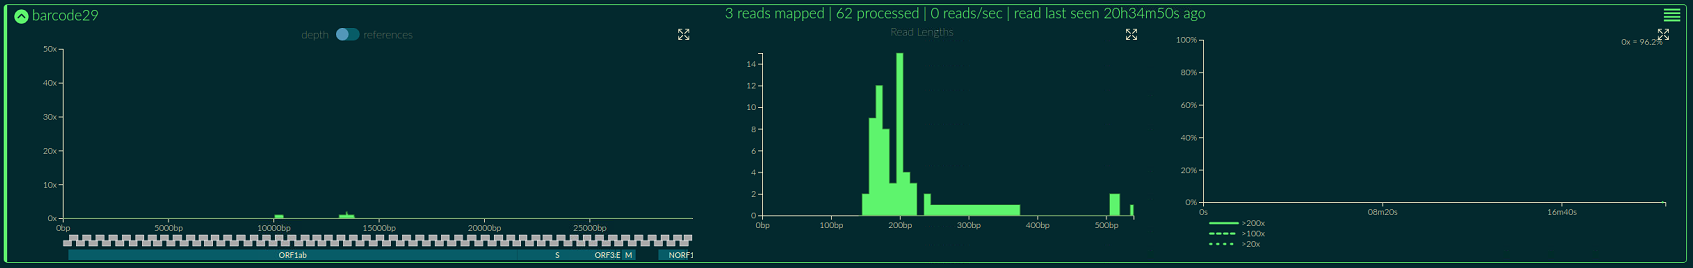 barcode29
3 reads mapped | 62 processed | 0 reads/sec | read last seen 20h34m50s ago
depth references
50x
40x
30x
20x
10x
0x
0bp 5000bp 10000bp 15000bp 20000bp 25000bp
ORF1ab S ORF3 E M N ORF1
Read Lengths
14
12
10
8
6
4
2
0
0bp 100bp 200bp 300bp 400bp 500bp
0x = 96.2%
100%
80%
60%
40%
20%
0%
0s 08m20s 16m40s
>200x
>100x
>20x